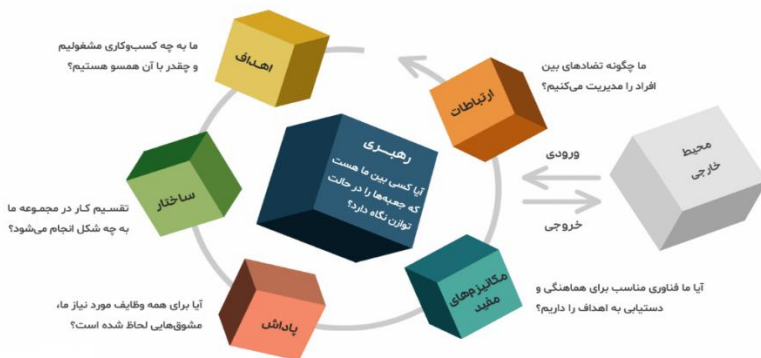 اهداف
ما به چه کسب‌وکاری مشغولیم
و چقدر با آن همسو هستیم؟
ارتباطات
ما چگونه تضادهای بین
افراد را مدیریت می‌کنیم؟
رهبری
آیا کسی بین ما هست
که جعبه‌ها را در حالت
توازن نگاه دارد؟
محیط
خارجی
ورودی
خروجی
ساختار
تقسیم کار در مجموعه ما
به چه شکل انجام می‌شود؟
مکانیزم‌های
مفید
آیا ما فناوری مناسب برای هماهنگی و
دستیابی به اهداف را داریم؟
پاداش
آیا برای همه وظایف مورد نیاز ما،
مشوق‌هایی لحاظ شده است؟